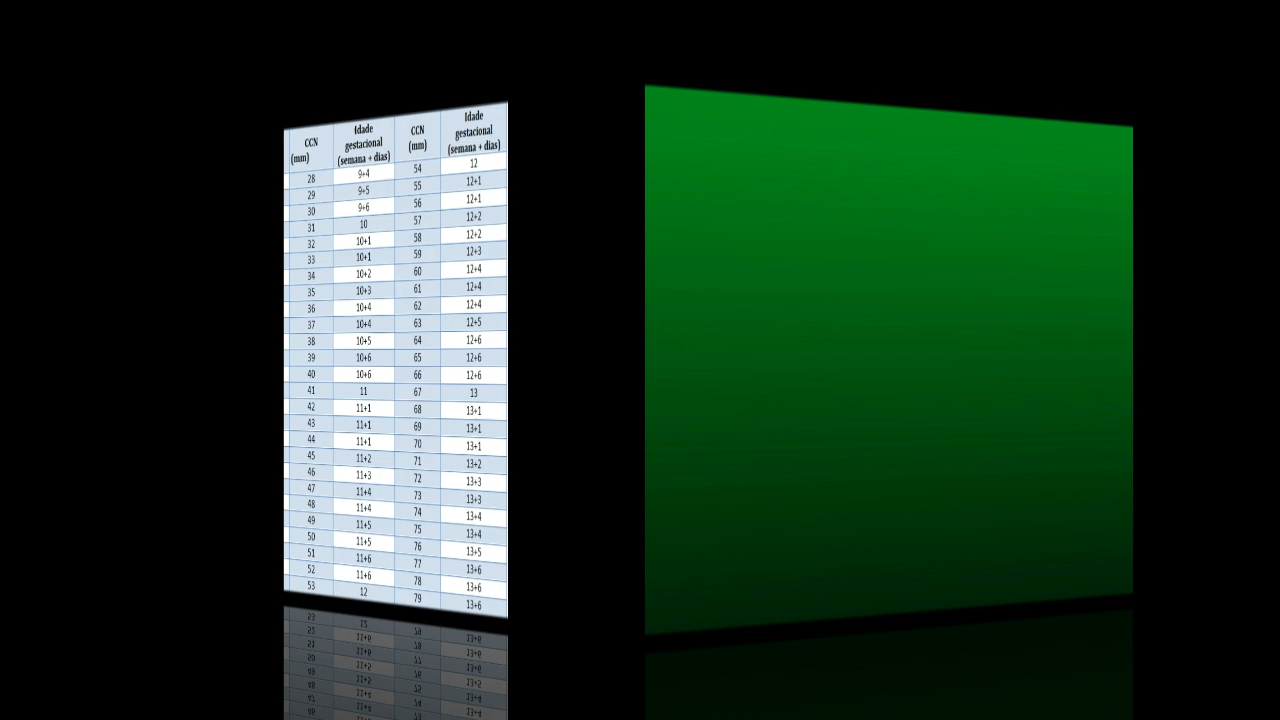 CCN (mm) Idade gestacional (semana + dias) CCN (mm) Idade gestacional (semana + dias)
28 9+4 54 12
29 9+5 55 12+1
30 9+6 56 12+1
31 10 57 12+2
32 10+1 58 12+2
33 10+1 59 12+3
34 10+2 60 12+4
35 10+3 61 12+4
36 10+4 62 12+4
37 10+4 63 12+5
38 10+5 64 12+6
39 10+6 65 12+6
40 10+6 66 12+6
41 11 67 13
42 11+1 68 13+1
43 11+1 69 13+1
44 11+1 70 13+1
45 11+2 71 13+2
46 11+3 72 13+3
47 11+4 73 13+3
48 11+4 74 13+4
49 11+5 75 13+4
50 11+5 76 13+5
51 11+6 77 13+6
52 11+6 78 13+6
53 12 79 13+6